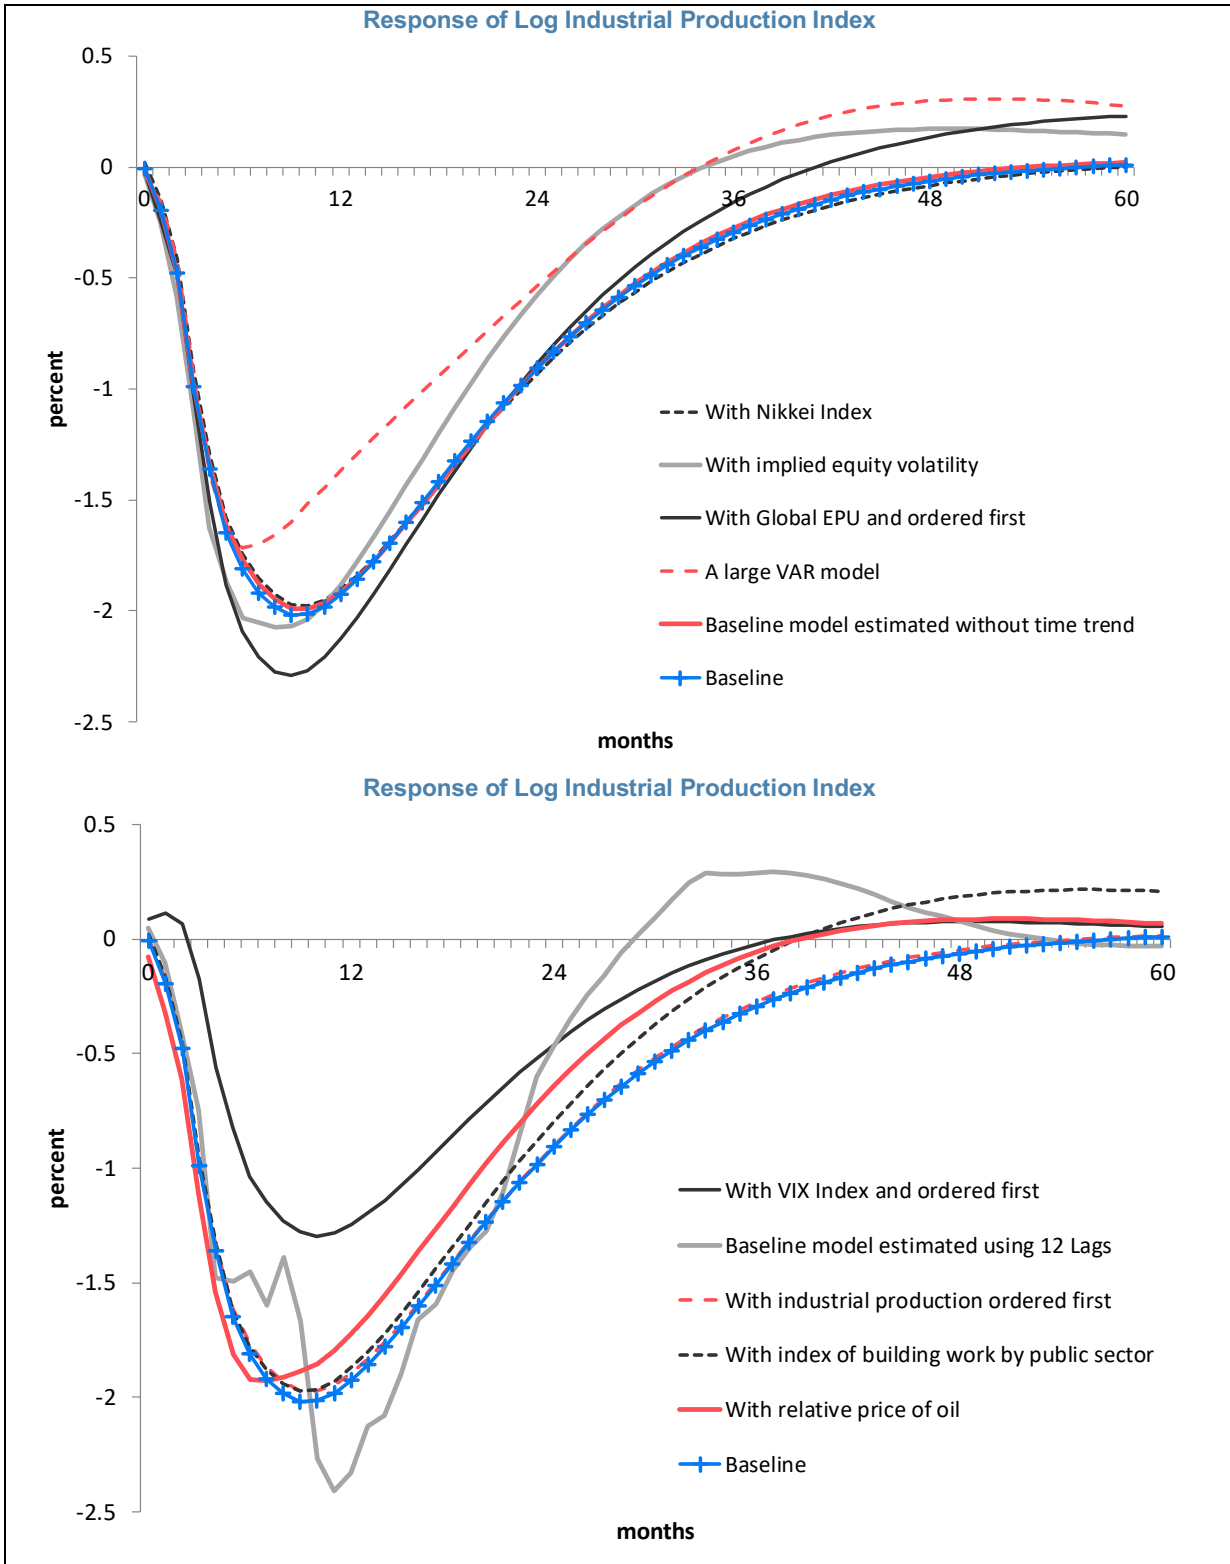 Response of Log Industrial Production Index
0.5
0
0 12 24 36 48 60
-0.5
-1
-1.5
-2
-2.5
percent
With Nikkei Index
With implied equity volatility
With Global EPU and ordered first
A large VAR model
Baseline model estimated without time trend
Baseline
months
Response of Log Industrial Production Index
0.5
0
0 12 24 36 48 60
-0.5
-1
-1.5
-2
-2.5
percent
With VIX Index and ordered first
Baseline model estimated using 12 Lags
With industrial production ordered first
With index of building work by public sector
With relative price of oil
Baseline
months